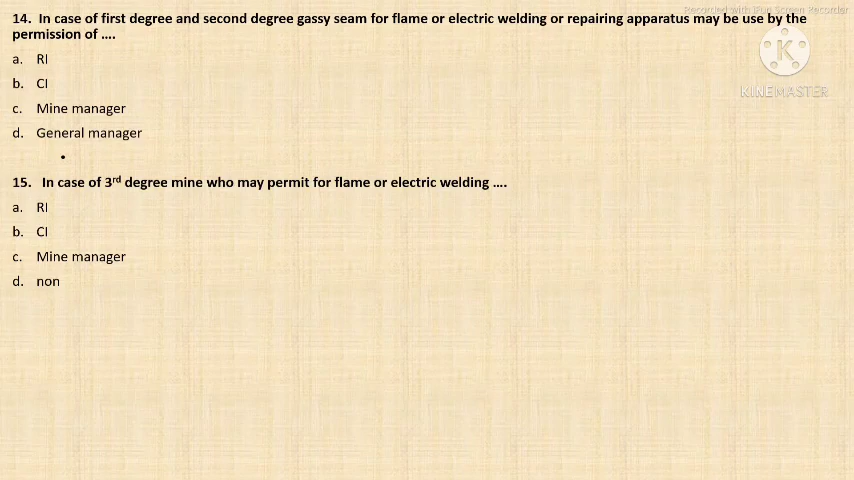 Recorded with iFun Screen Recorder
14. In case of first degree and second degree gassy seam for flame or electric welding or repairing apparatus may be use by the
permission of ....
a. RI
b. CI
c. Mine manager
d. General manager
•
15. In case of 3rd degree mine who may permit for flame or electric welding ....
a. RI
b. CI
c. Mine manager
d. non
K
KINEMASTER